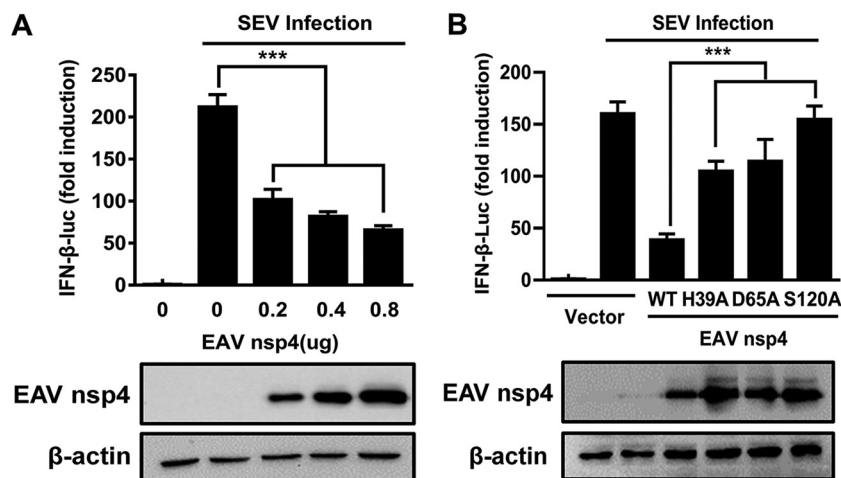 A
SEV Infection
***
IFN-β-luc (fold induction)
250
200
150
100
50
0
0 0 0.2 0.4 0.8
EAV nsp4(ug)
EAV nsp4
β-actin
B
SEV Infection
***
IFN-β-Luc (fold induction)
200
150
100
50
0
WT H39A D65A S120A
Vector
EAV nsp4
EAV nsp4
β-actin